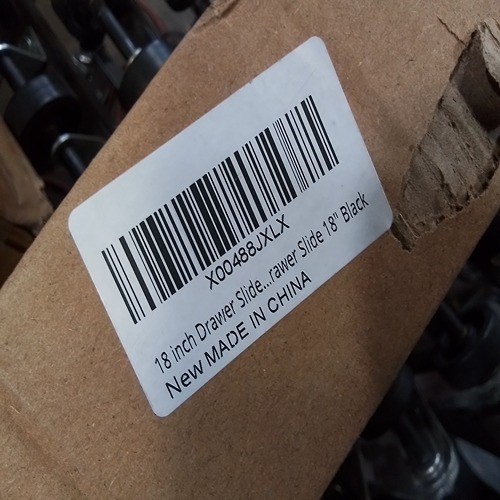 X00488JXLX
18 inch Drawer Slide...rawer Slide 18" Black
New MADE IN CHINA